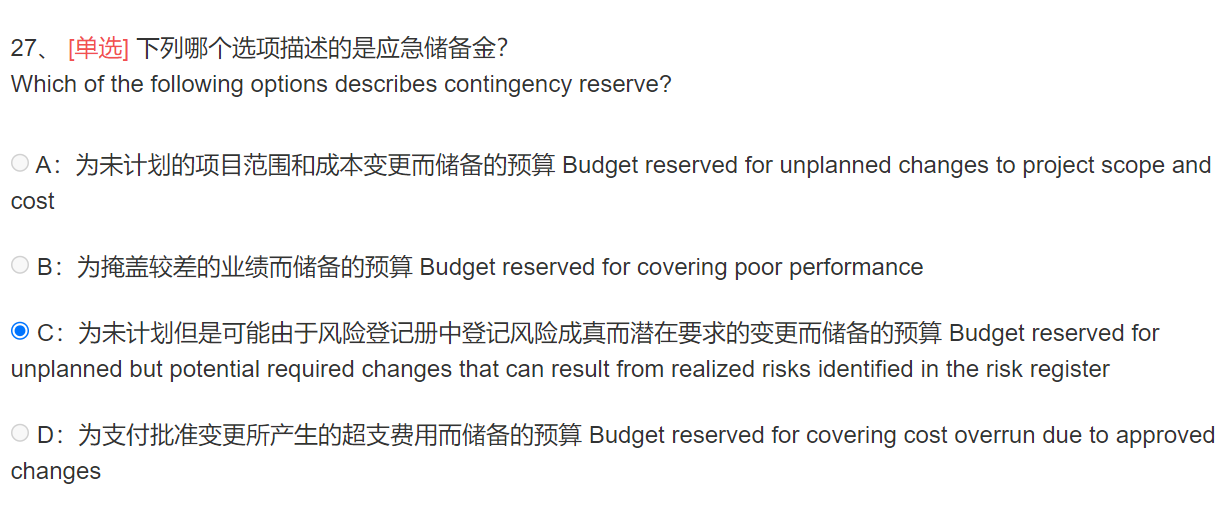 27、 [单选] 下列哪个选项描述的是应急储备金?
Which of the following options describes contingency reserve?
A：为未计划的项目范围和成本变更而储备的预算 Budget reserved for unplanned changes to project scope and
cost
B：为掩盖较差的业绩而储备的预算 Budget reserved for covering poor performance
C：为未计划但是可能由于风险登记册中登记风险成真而潜在要求的变更而储备的预算 Budget reserved for
unplanned but potential required changes that can result from realized risks identified in the risk register
D：为支付批准变更所产生的超支费用而储备的预算 Budget reserved for covering cost overrun due to approved
changes